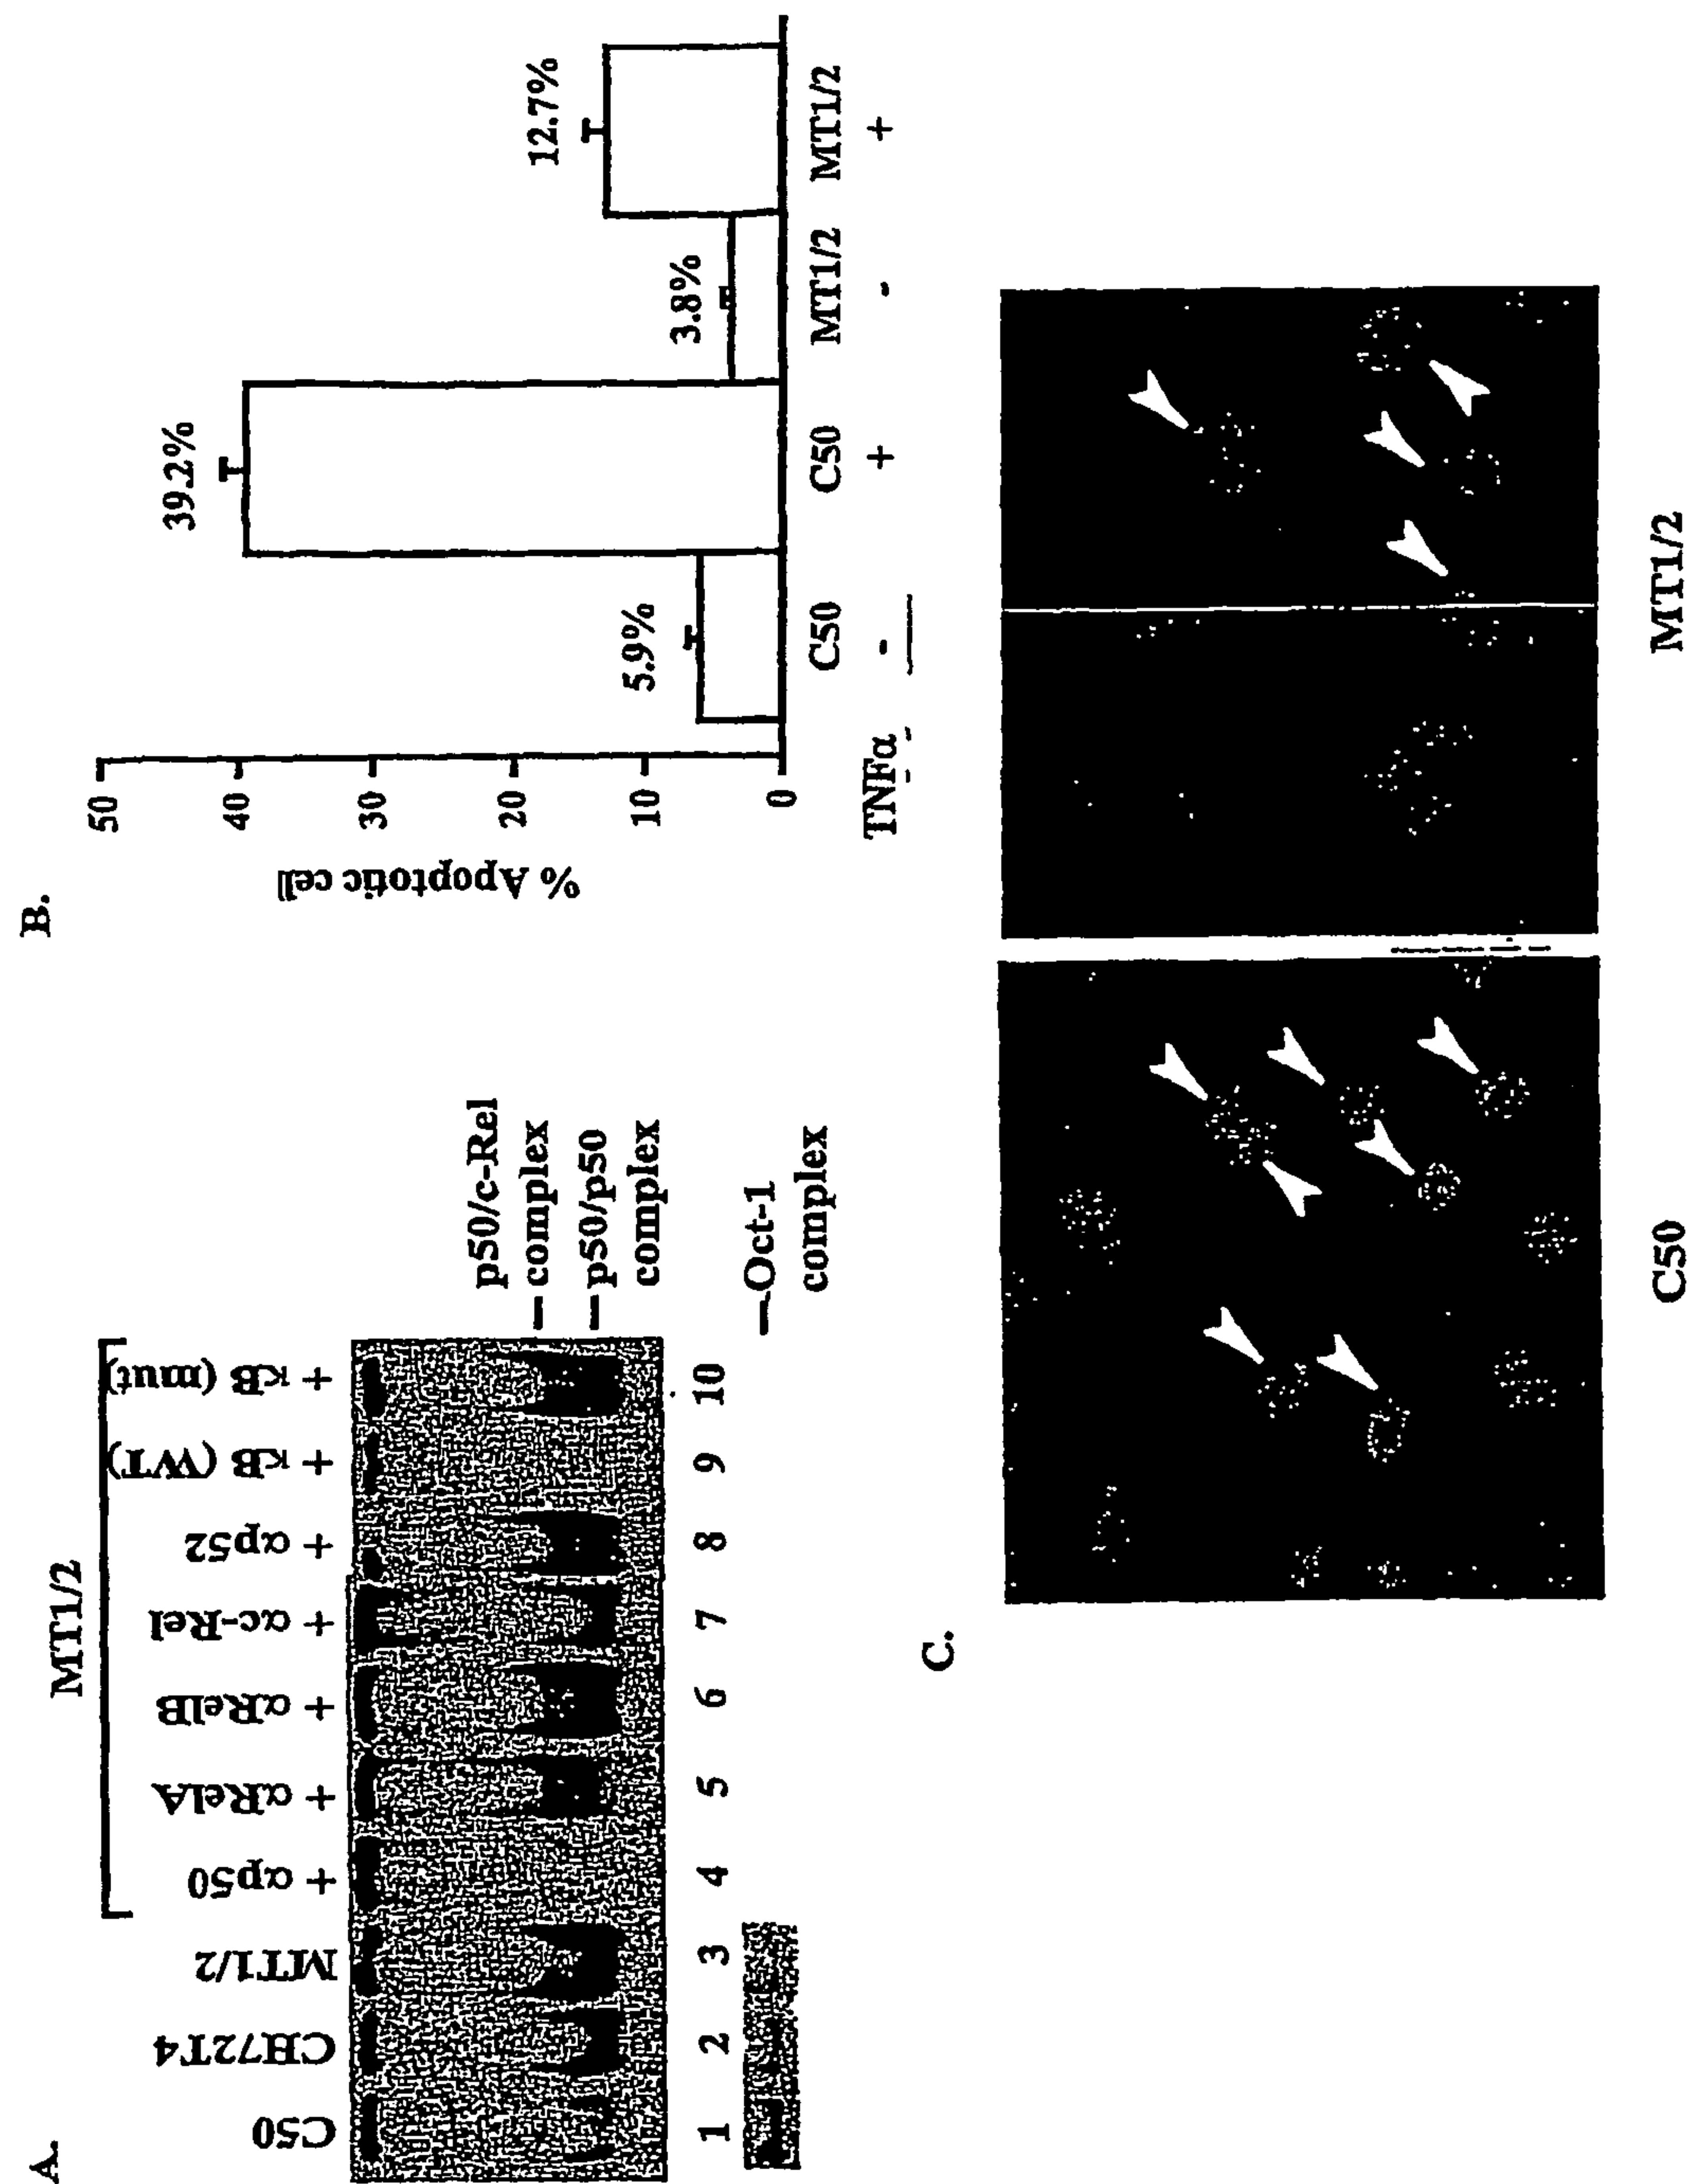 A.
MT1/2
C50
CH72T4
MT1/2
+ αp50
+ αRelA
+ αRelB
+ αc-Rel
+ αp52
+ κB (WT)
+ κB (mut)
p50/c-Rel
complex
p50/p50
complex
1 2 3 4 5 6 7 8 9 10
Oct-1
complex
B.
% Apoptotic cell
50
40
30
20
10
0
5.9%
39.2%
3.8%
12.7%
C50 C50 MT1/2 MT1/2
TNFα - + - +
C.
C50 MT1/2